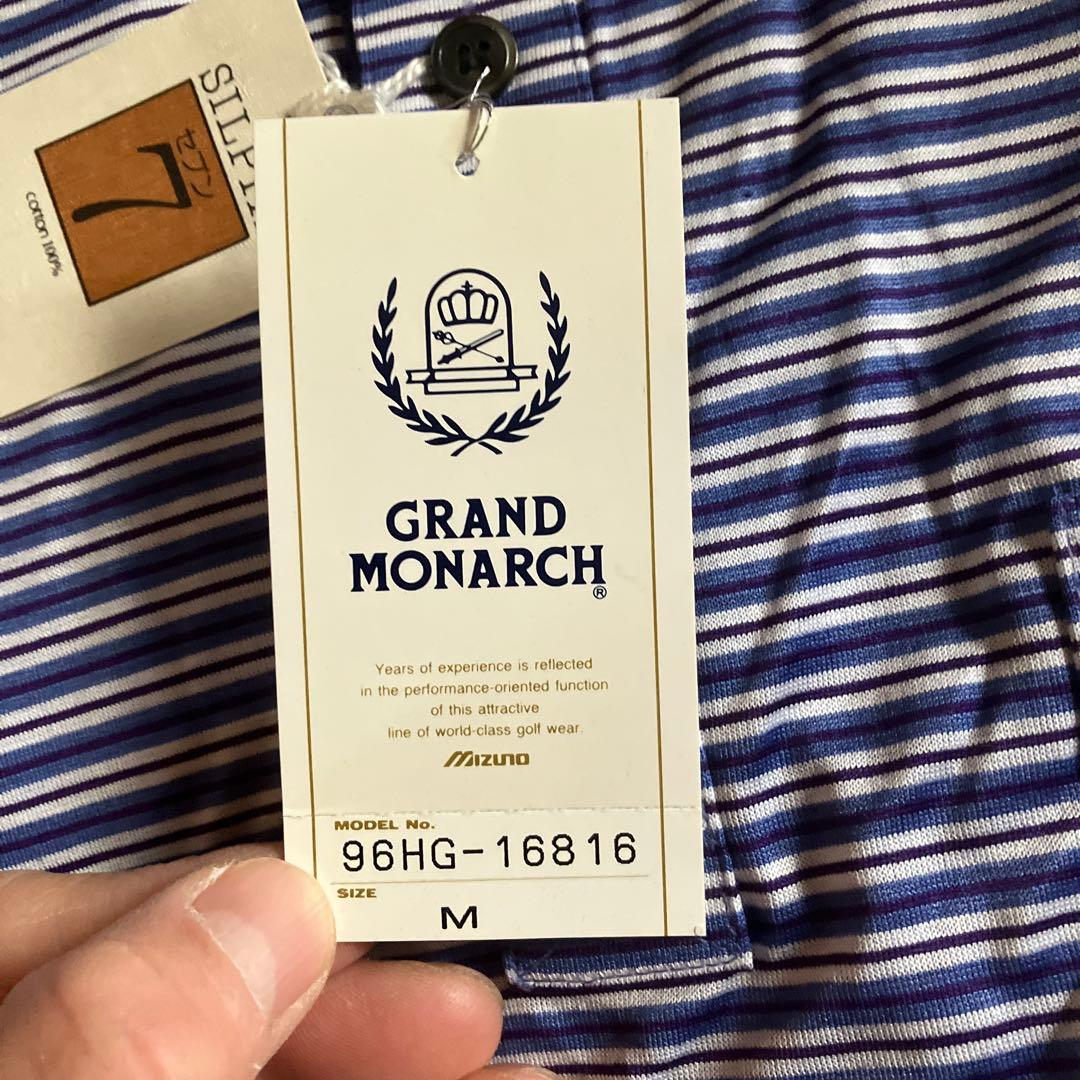 7
セブン
cotton 100%
GRAND
MONARCH®
Years of experience is reflected
in the performance-oriented function
of this attractive
line of world-class golf wear.
MIZUNO
MODEL No.
96HG-16816
SIZE
M